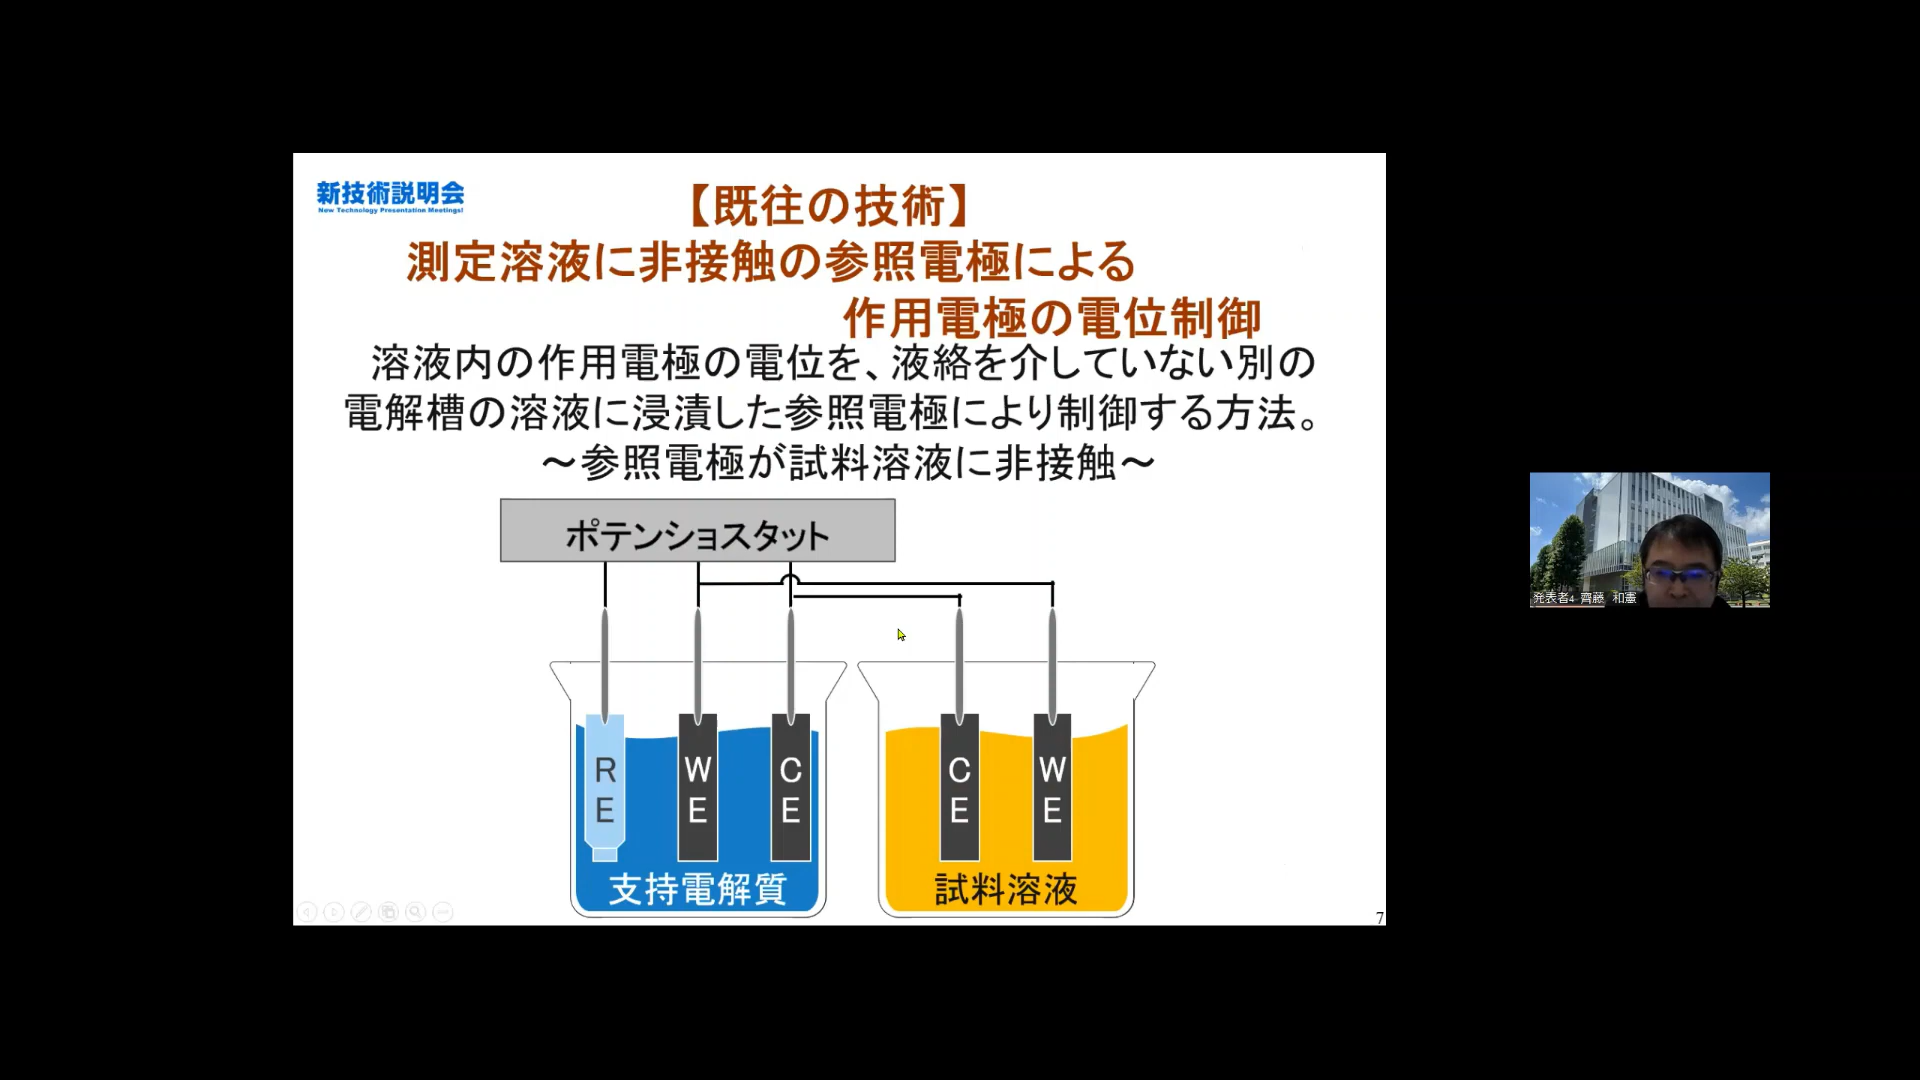 新技術説明会
New Technology Presentation Meetings!
【既往の技術】
測定溶液に非接触の参照電極による
作用電極の電位制御
溶液内の作用電極の電位を、液絡を介していない別の
電解槽の溶液に浸漬した参照電極により制御する方法。
～参照電極が試料溶液に非接触～
ポテンショスタット
RE
WE
CE
CE
WE
支持電解質
試料溶液
7
発表者4 齊藤 和憲